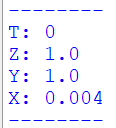 --------
T: 0
Z: 1.0
Y: 1.0
X: 0.004
--------